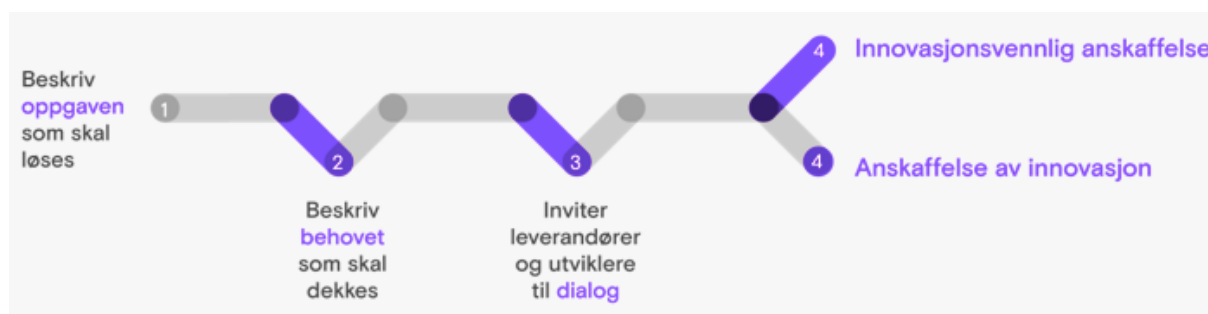 Beskriv
oppgaven
som skal
løses
1
2
Beskriv
behovet
som skal
dekkes
3
Inviter
leverandører
og utviklere
til dialog
4
Innovasjonsvennlig anskaffelse
4
Anskaffelse av innovasjon